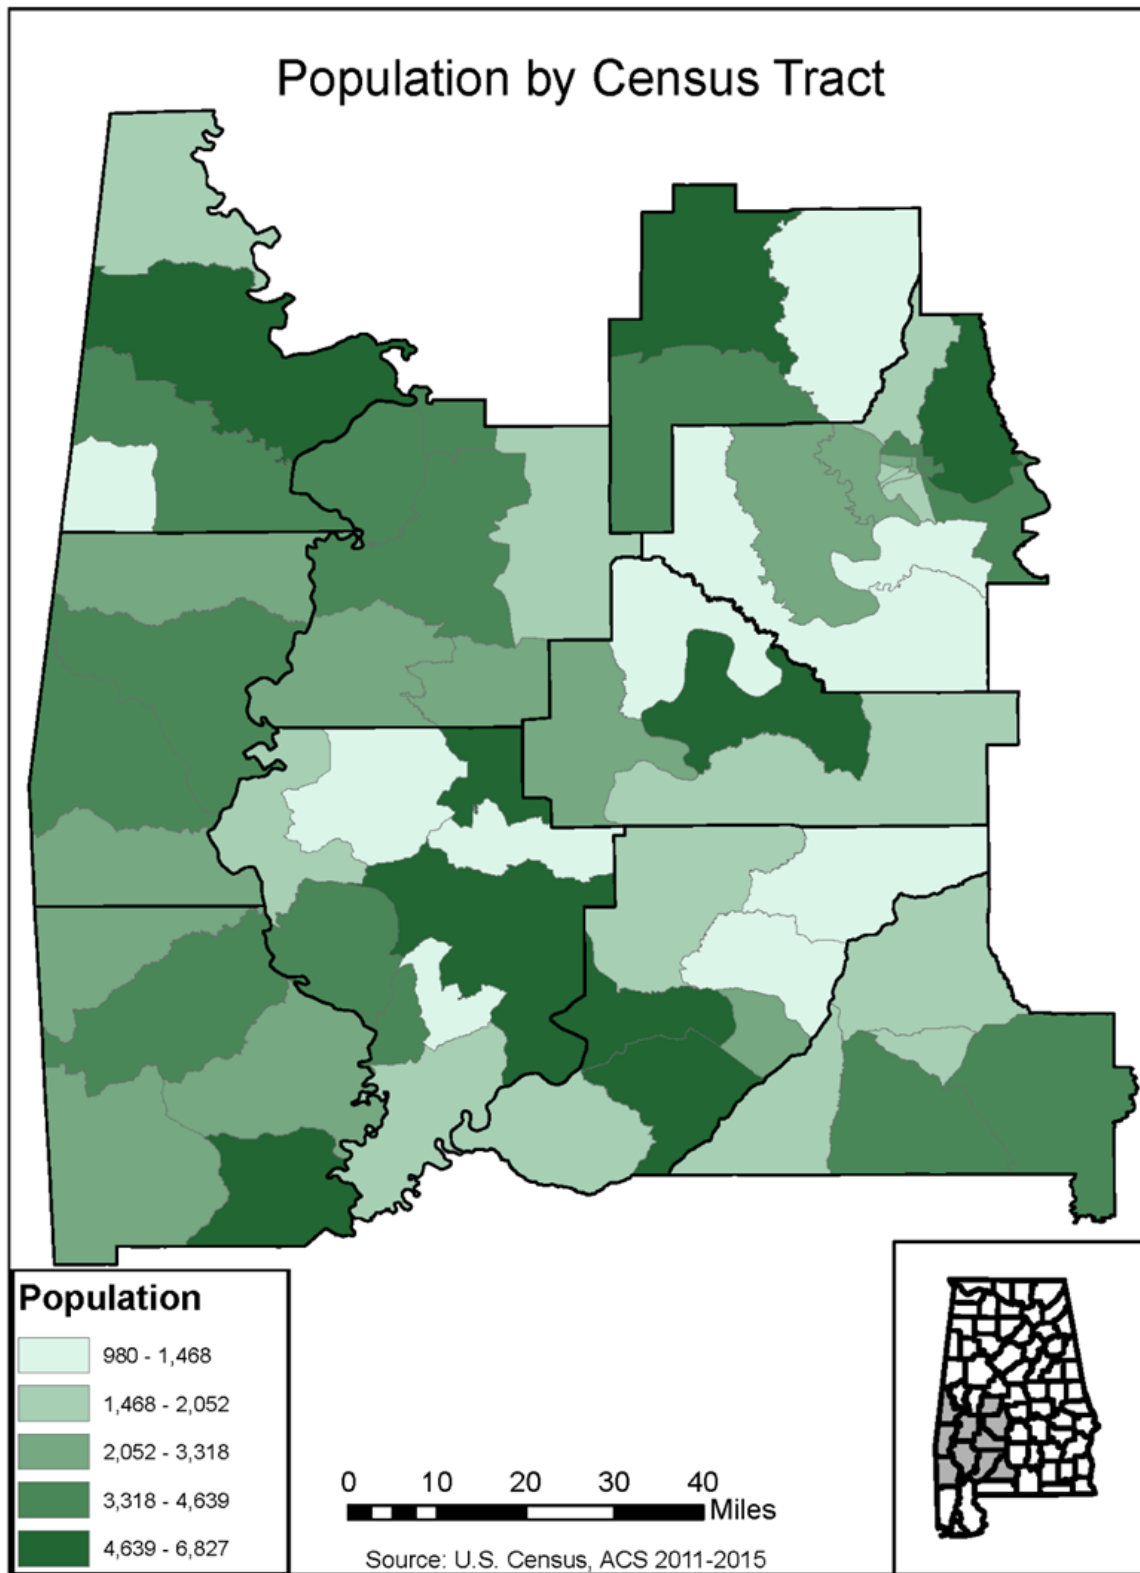 Population by Census Tract
Population
980 - 1,468
1,468 - 2,052
2,052 - 3,318
3,318 - 4,639
4,639 - 6,827
0 10 20 30 40
Miles
Source: U.S. Census, ACS 2011-2015